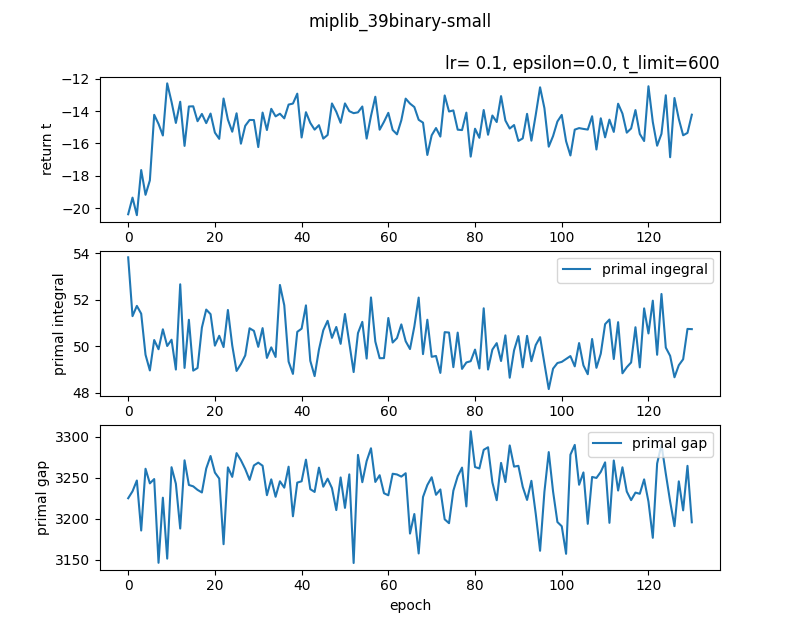 miplib_39binary-small
lr= 0.1, epsilon=0.0, t_limit=600
−12
−14
−16
−18
−20
return t
0 20 40 60 80 100 120
54
52
50
48
primal integral
primal ingegral
0 20 40 60 80 100 120
3300
3250
3200
3150
primal gap
primal gap
0 20 40 60 80 100 120
epoch